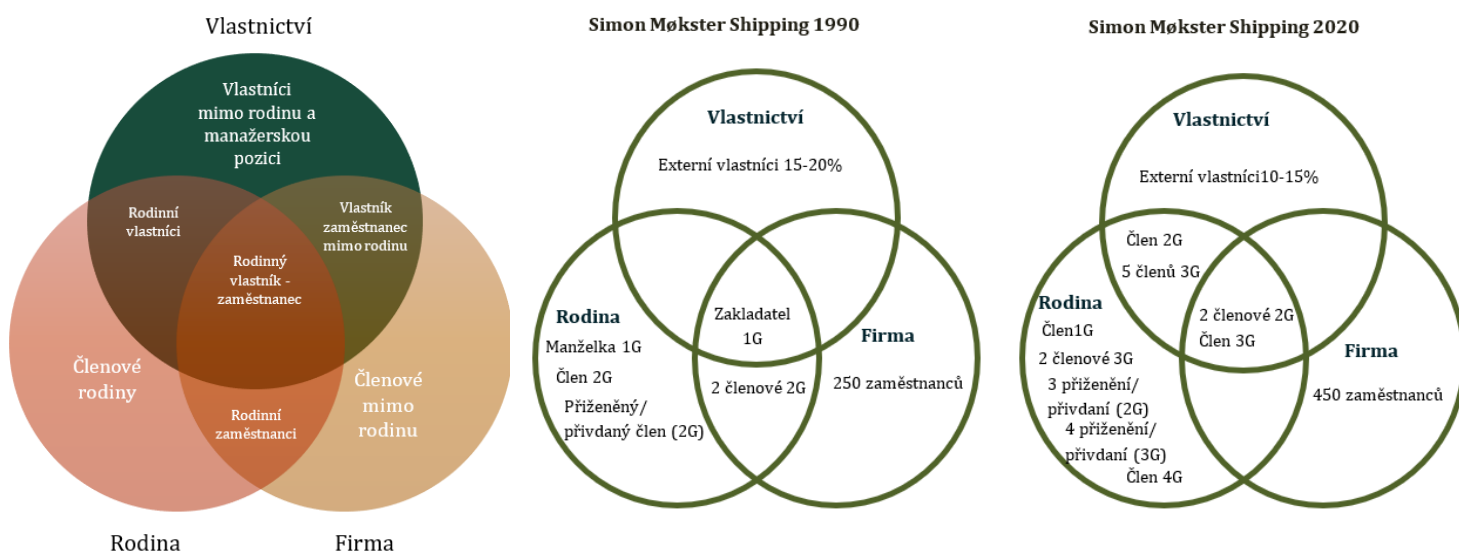 Vlastnictví
Vlastníci
mimo rodinu a
manažerskou
pozici
Rodinní
vlastníci
Vlastník
zaměstnanec
mimo rodinu
Rodinný
vlastník -
zaměstnanec
Členové
rodiny
Členové
mimo
rodinu
Rodinní
zaměstnanci
Rodina
Firma
Simon Møkster Shipping 1990
Vlastnictví
Externí vlastníci 15-20%
Rodina
Manželka 1G
Člen 2G
Přiženěný/
přivdaný člen (2G)
Zakladatel
1G
2 členové 2G
Firma
250 zaměstnanců
Simon Møkster Shipping 2020
Vlastnictví
Externí vlastníci10-15%
Člen 2G
5 členů 3G
Rodina
Člen1G
2 členové 3G
3 přiženění/
přivdaní (2G)
4 přiženění/
přivdaní (3G)
Člen 4G
2 členové 2G
Člen 3G
Firma
450 zaměstnanců